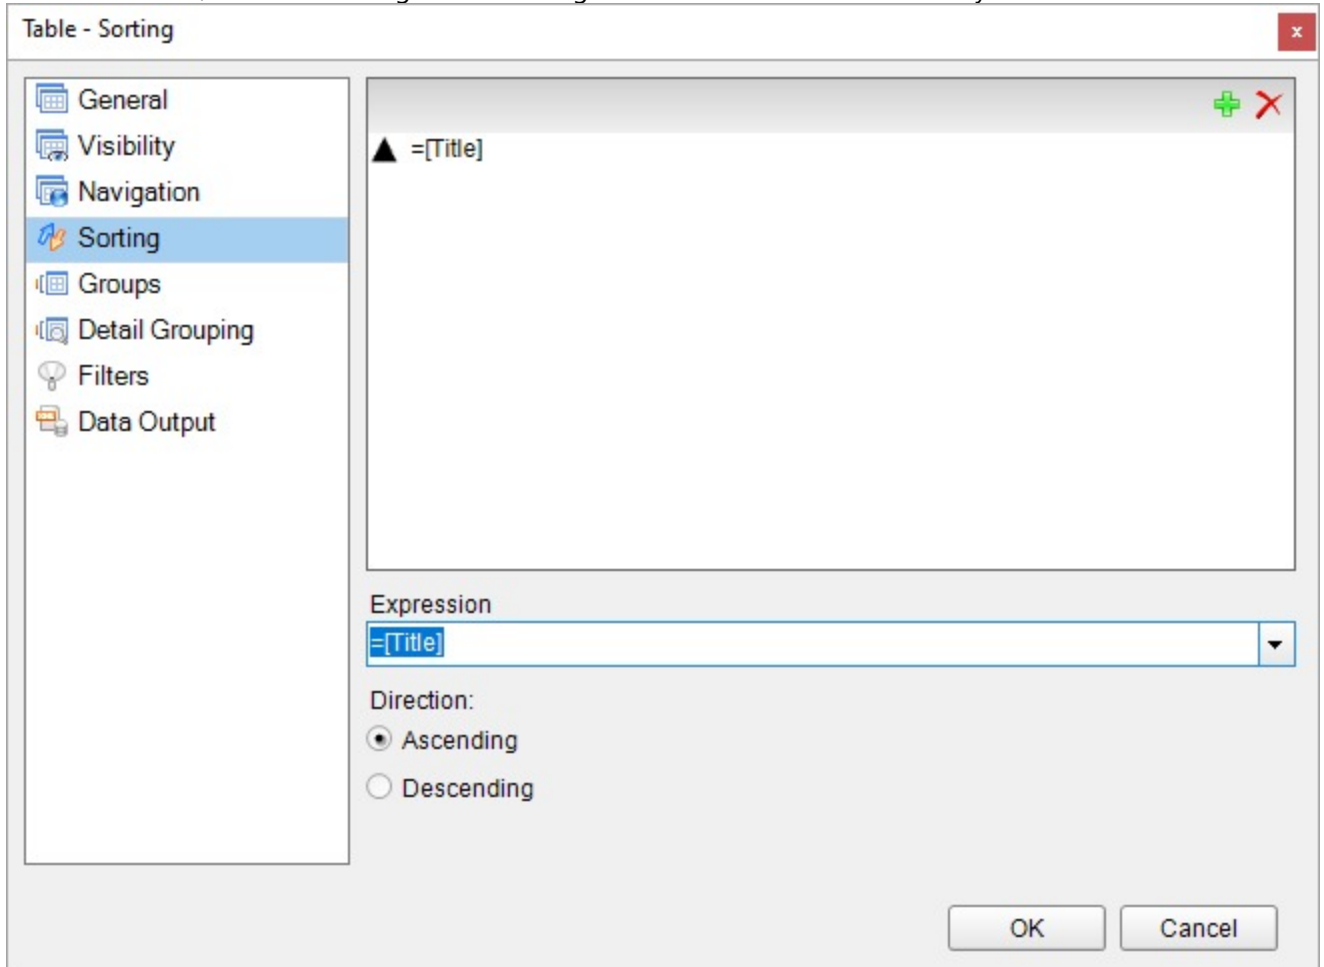 Table - Sorting
x
General
Visibility
Navigation
Sorting
Groups
Detail Grouping
Filters
Data Output
=[Title]
Expression
=[Title]
Direction:
Ascending
Descending
OK
Cancel